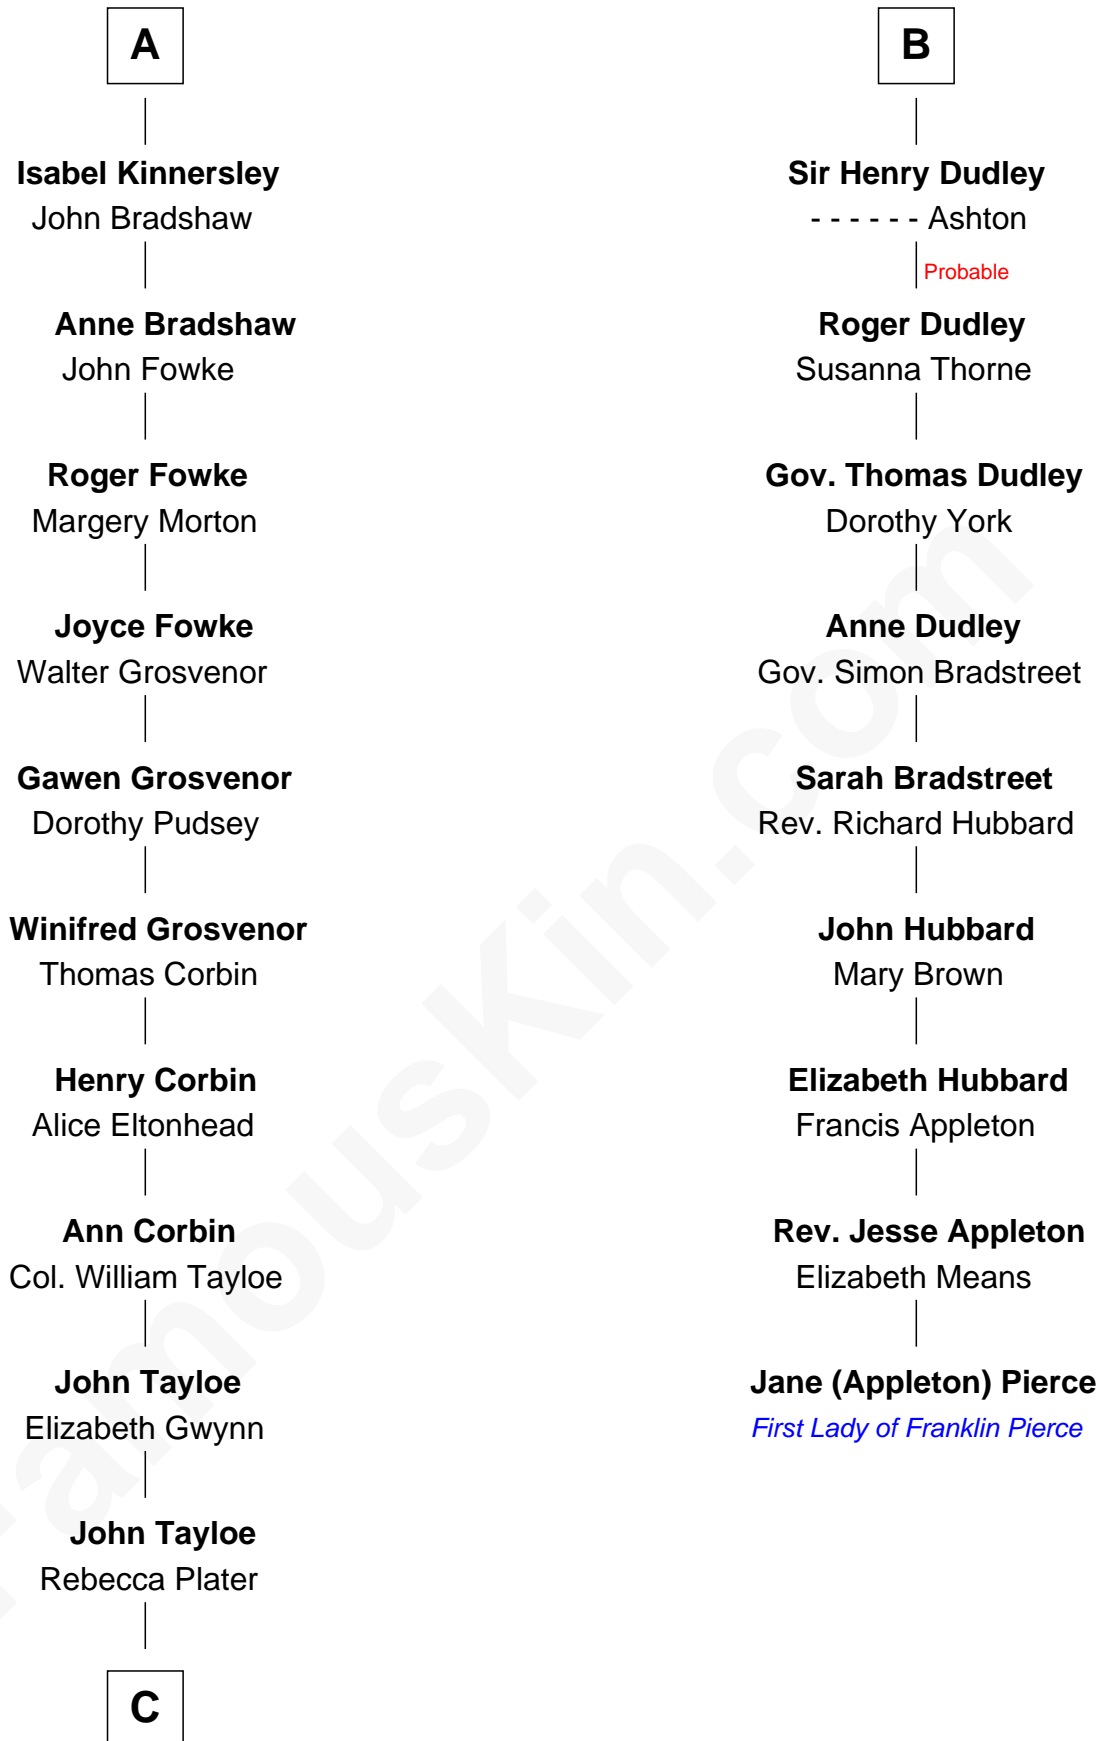 A
Isabel Kinnersley
John Bradshaw
Anne Bradshaw
John Fowke
Roger Fowke
Margery Morton
Joyce Fowke
Walter Grosvenor
Gawen Grosvenor
Dorothy Pudsey
Winifred Grosvenor
Thomas Corbin
Henry Corbin
Alice Eltonhead
Ann Corbin
Col. William Tayloe
John Tayloe
Elizabeth Gwynn
John Tayloe
Rebecca Plater
C
B
Sir Henry Dudley
- - - - - - Ashton
Probable
Roger Dudley
Susanna Thorne
Gov. Thomas Dudley
Dorothy York
Anne Dudley
Gov. Simon Bradstreet
Sarah Bradstreet
Rev. Richard Hubbard
John Hubbard
Mary Brown
Elizabeth Hubbard
Francis Appleton
Rev. Jesse Appleton
Elizabeth Means
Jane (Appleton) Pierce
First Lady of Franklin Pierce
FamousKin.com